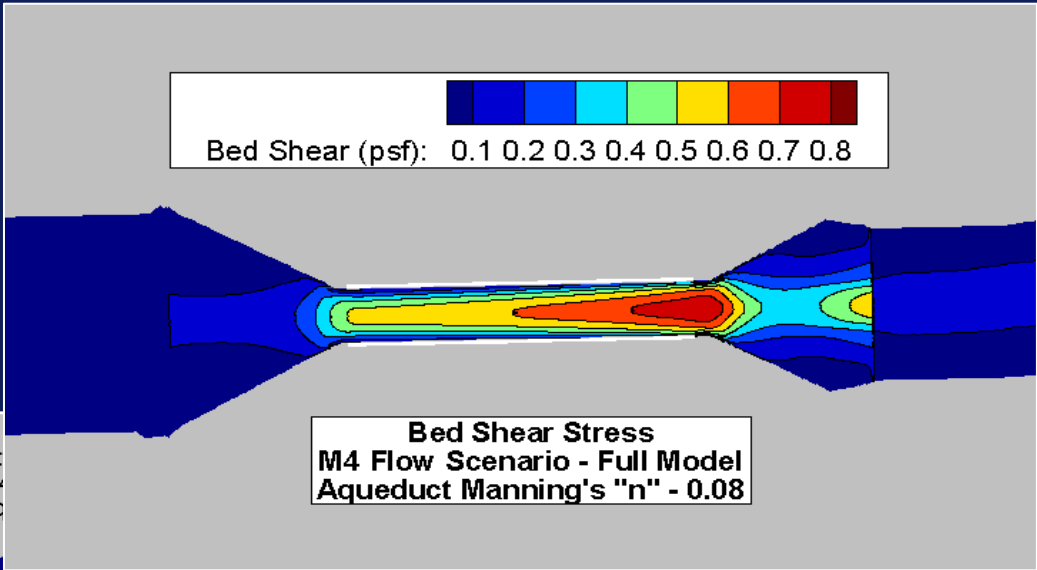 Bed Shear (psf): 0.1 0.2 0.3 0.4 0.5 0.6 0.7 0.8
Bed Shear Stress
M4 Flow Scenario - Full Model
Aqueduct Manning's "n" - 0.08